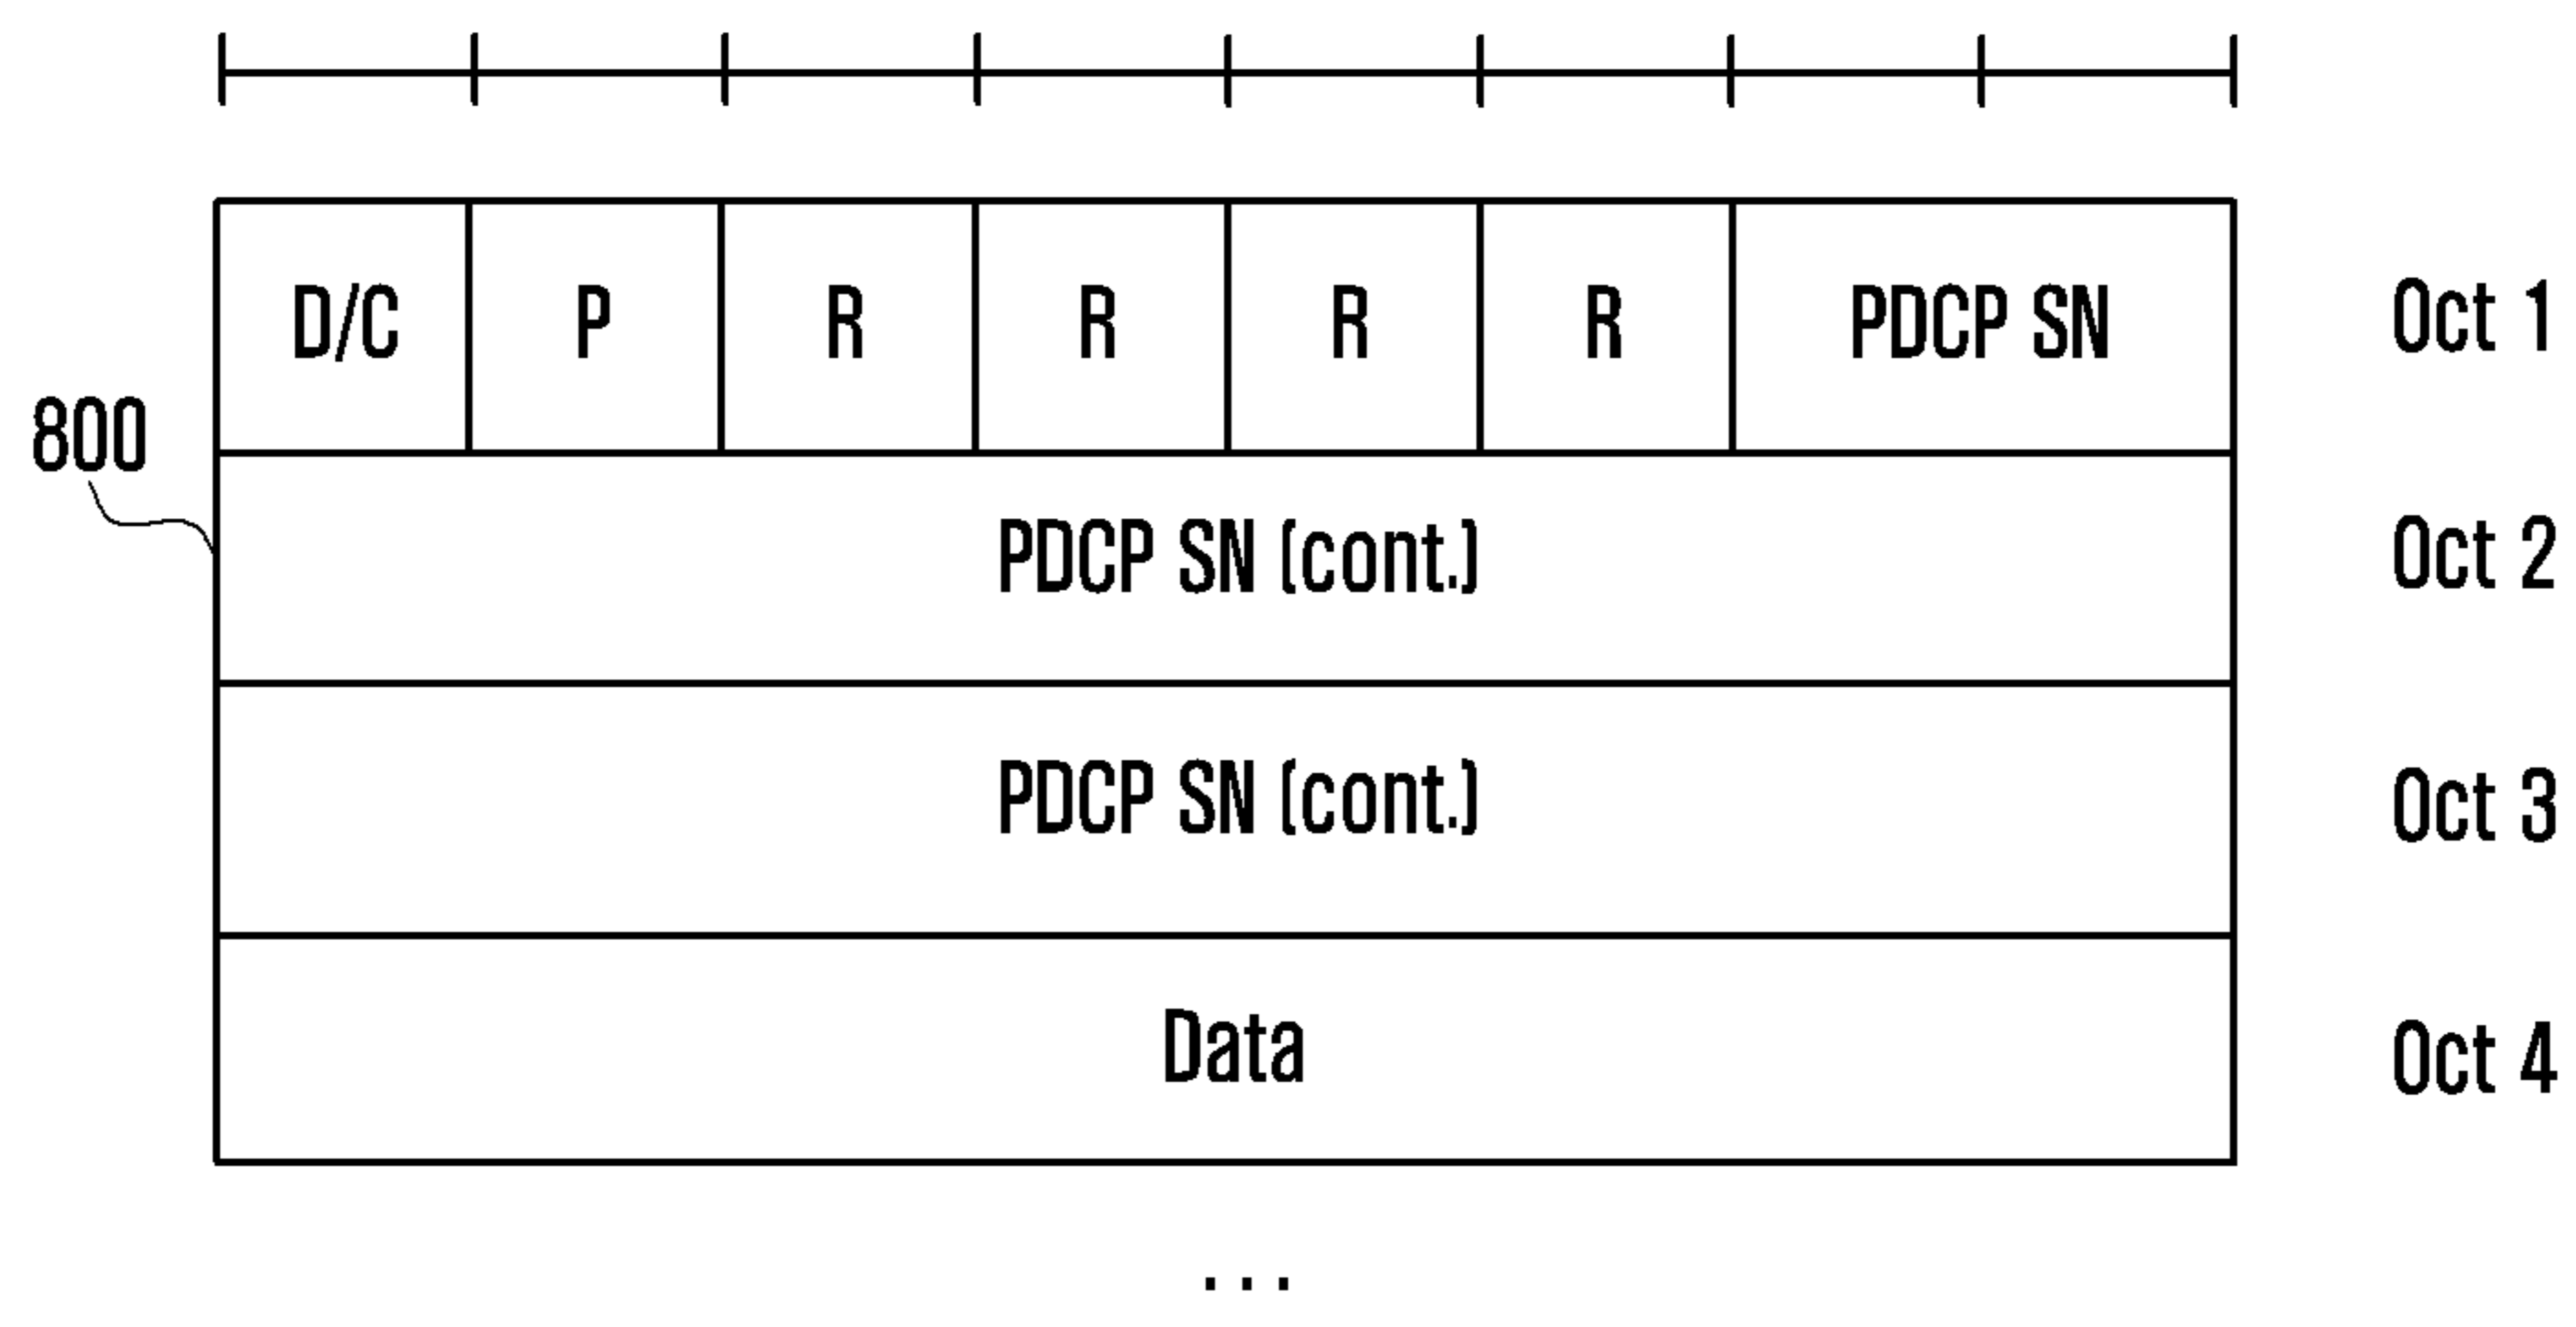 D/C P R R R R PDCP SN Oct 1
800
PDCP SN (cont.) Oct 2
PDCP SN (cont.) Oct 3
Data Oct 4
...